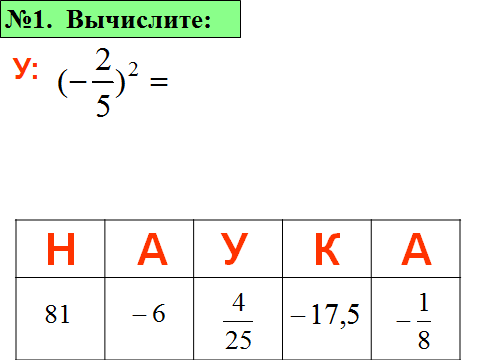 №1. Вычислите:
У: (−2/5)² =
Н А У К А
81 −6 4/25 −17,5 −1/8